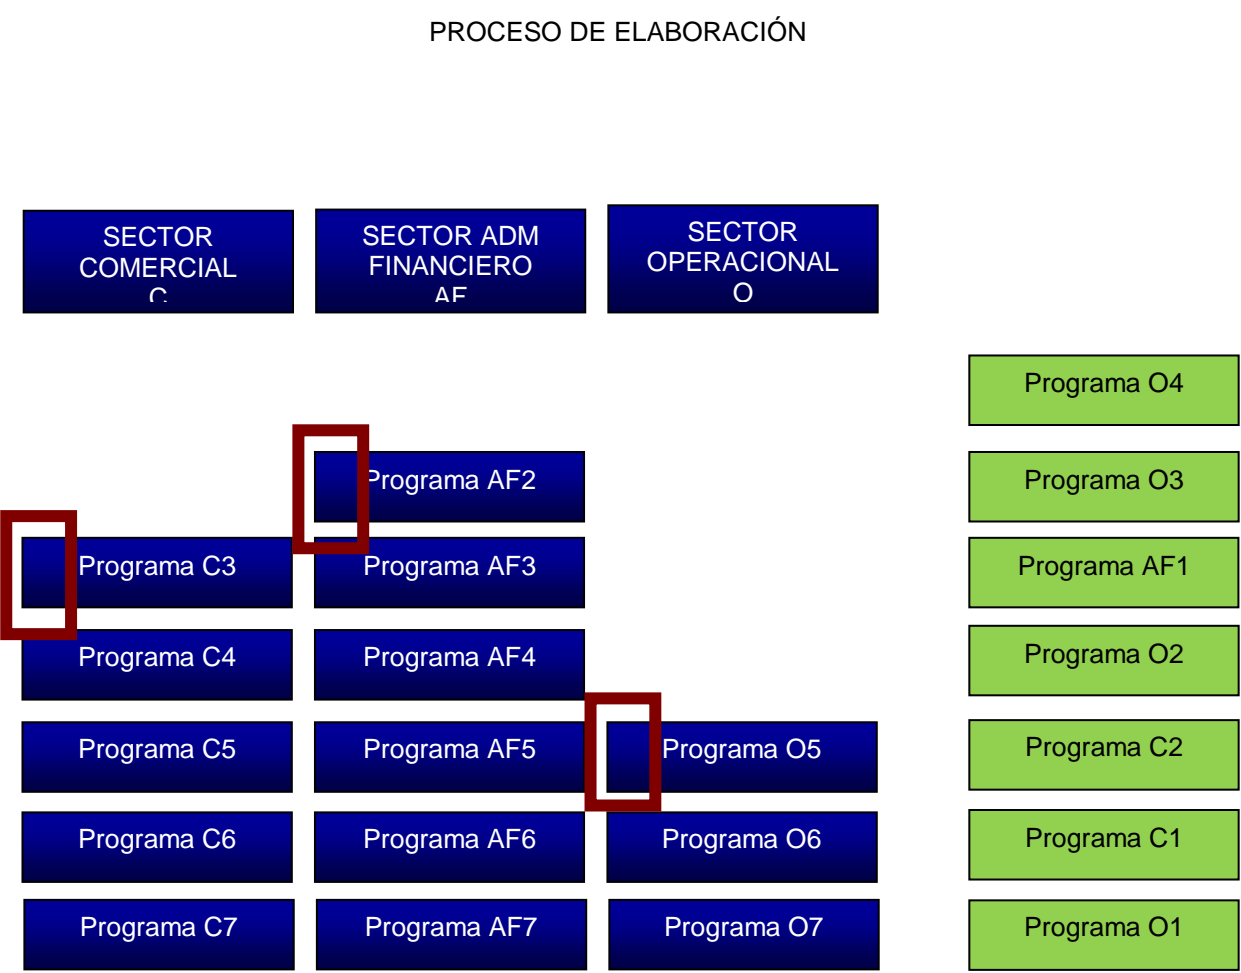 PROCESO DE ELABORACIÓN
SECTOR
COMERCIAL
C
SECTOR ADM
FINANCIERO
AF
SECTOR
OPERACIONAL
O
Programa O4
Programa AF2
Programa O3
Programa C3
Programa AF3
Programa AF1
Programa C4
Programa AF4
Programa O2
Programa C5
Programa AF5
Programa O5
Programa C2
Programa C6
Programa AF6
Programa O6
Programa C1
Programa C7
Programa AF7
Programa O7
Programa O1